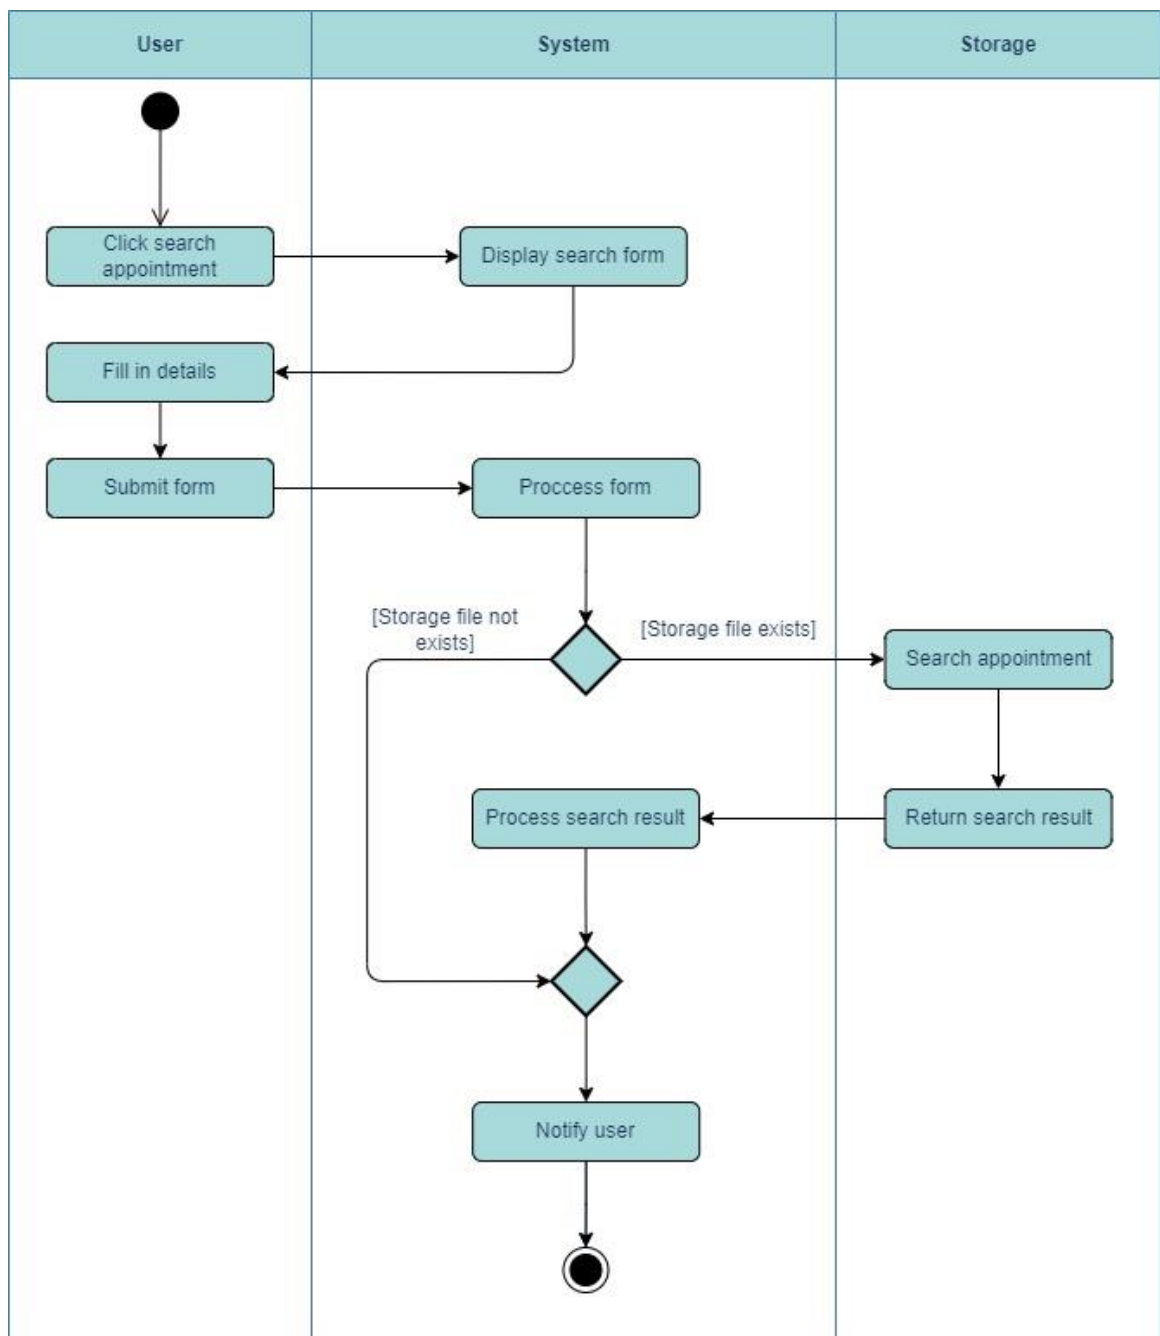 User
System
Storage
Click search
appointment
Display search form
Fill in details
Submit form
Proccess form
[Storage file not
exists]
[Storage file exists]
Search appointment
Process search result
Return search result
Notify user